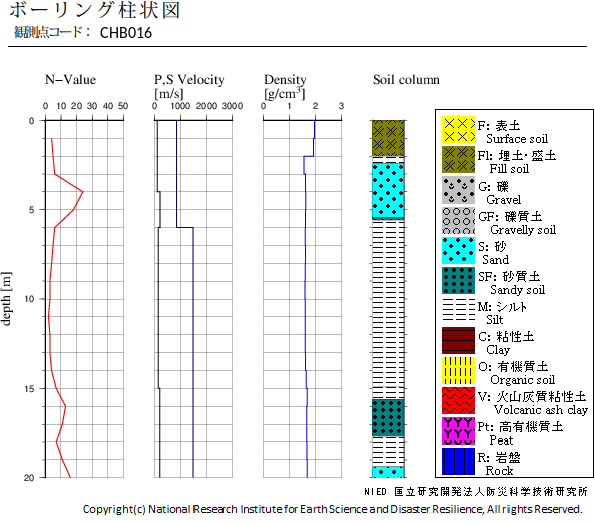 ボーリング柱状図
観測点コード： CHB016
N−Value P,S Velocity Density Soil column
[m/s] [g/cm³]
0 10 20 30 40 50 0 1000 2000 3000 0 1 2 3
0
5
10
15
20
depth [m]
F: 表土
Surface soil
Fl: 埋土・盛土
Fill soil
G: 礫
Gravel
GF: 礫質土
Gravelly soil
S: 砂
Sand
SF: 砂質土
Sandy soil
M: シルト
Silt
C: 粘性土
Clay
O: 有機質土
Organic soil
V: 火山灰質粘性土
Volcanic ash clay
Pt: 高有機質土
Peat
R: 岩盤
Rock
NIED 国立研究開発法人防災科学技術研究所
Copyright(c) National Research Institute for Earth Science and Disaster Resilience, All Rights Reserved.